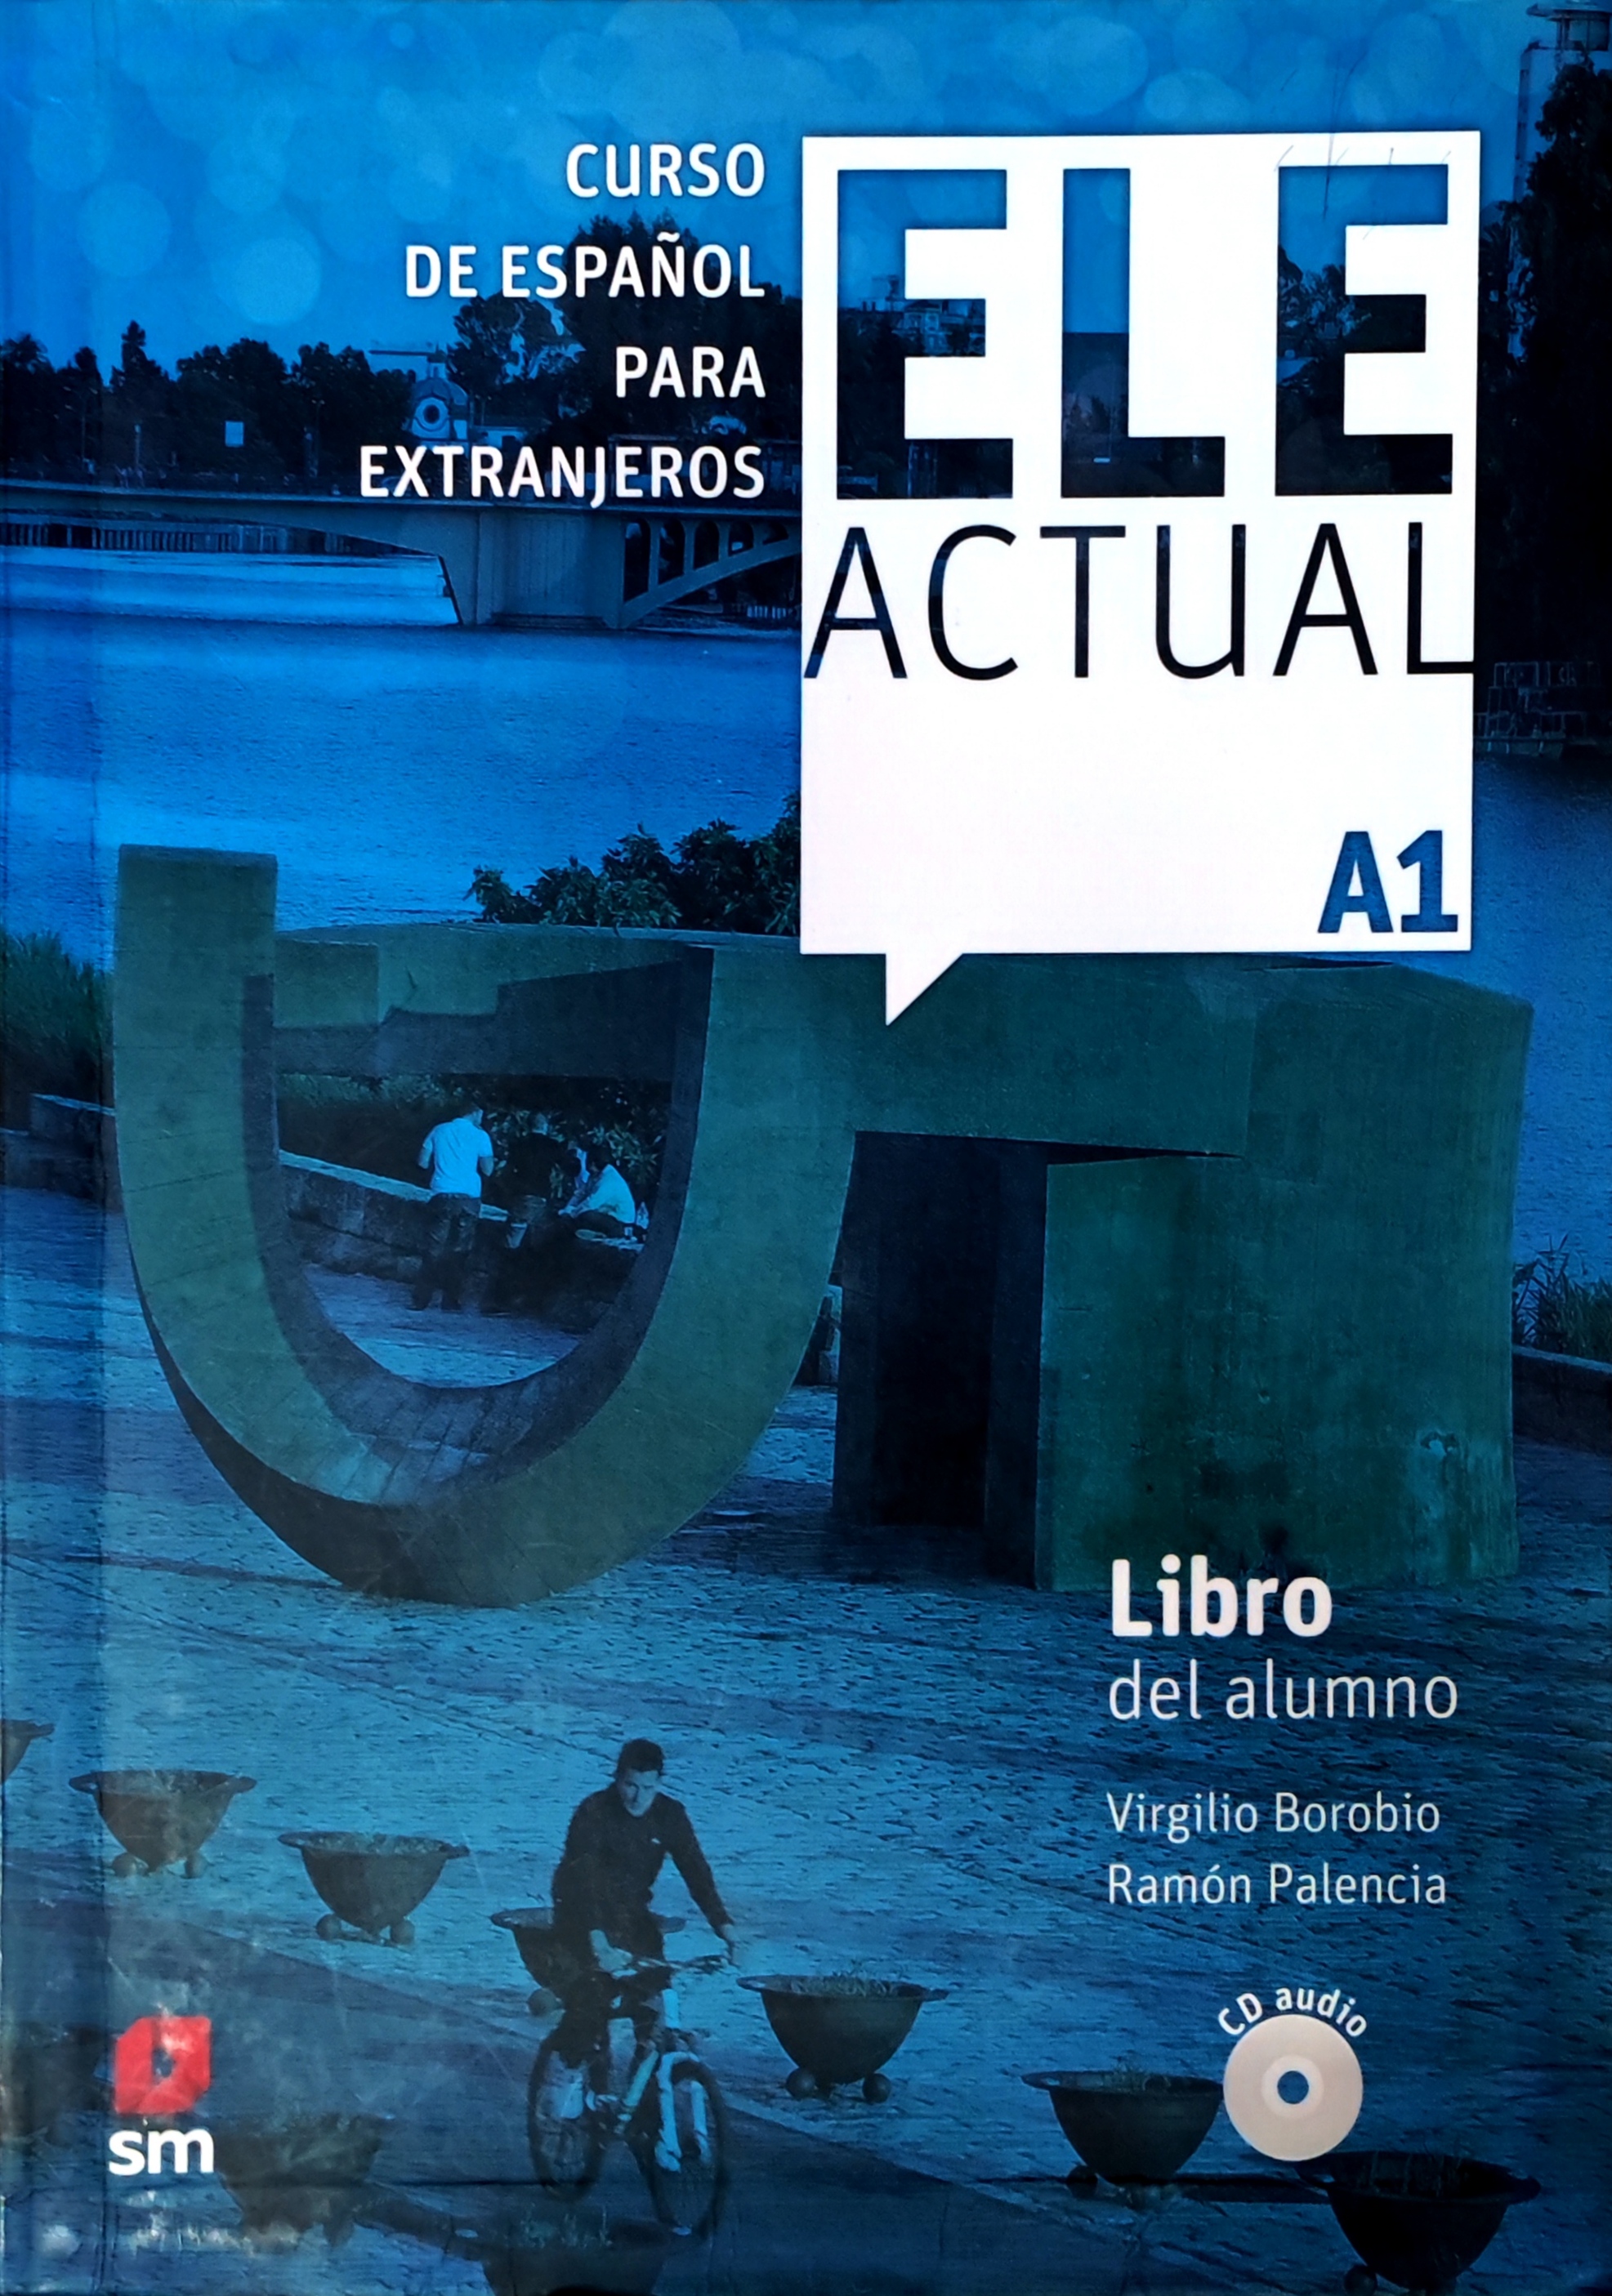 CURSO
DE ESPAÑOL
PARA
EXTRANJEROS
ELE
ACTUAL
A1
Libro
del alumno
Virgilio Borobio
Ramón Palencia
CD audio
sm